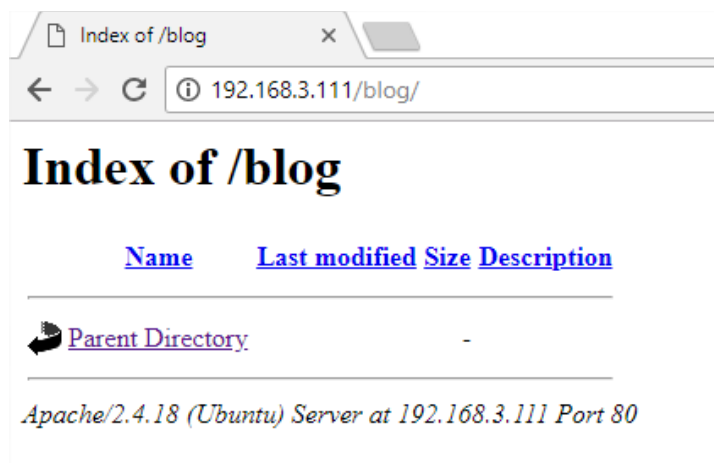 Index of /blog
192.168.3.111/blog/
Index of /blog
Name Last modified Size Description
Parent Directory -
Apache/2.4.18 (Ubuntu) Server at 192.168.3.111 Port 80